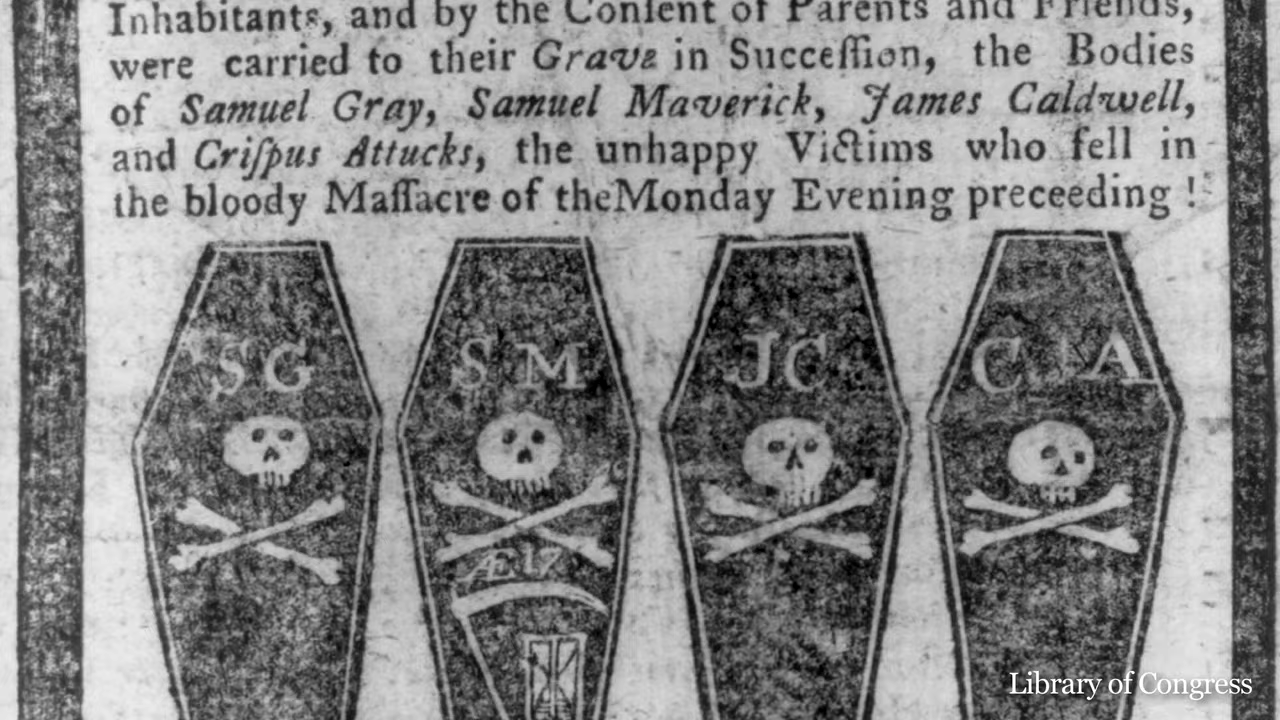 Inhabitants, and by the Conſent of Parents and Friends,
were carried to their Grave in Succeſſion, the Bodies
of Samuel Gray, Samuel Maverick, James Caldwell,
and Criſpus Attucks, the unhappy Victims who fell in
the bloody Maſſacre of the Monday Evening preceeding !
SG
SM
JC
CA
Æ 17
Library of Congress